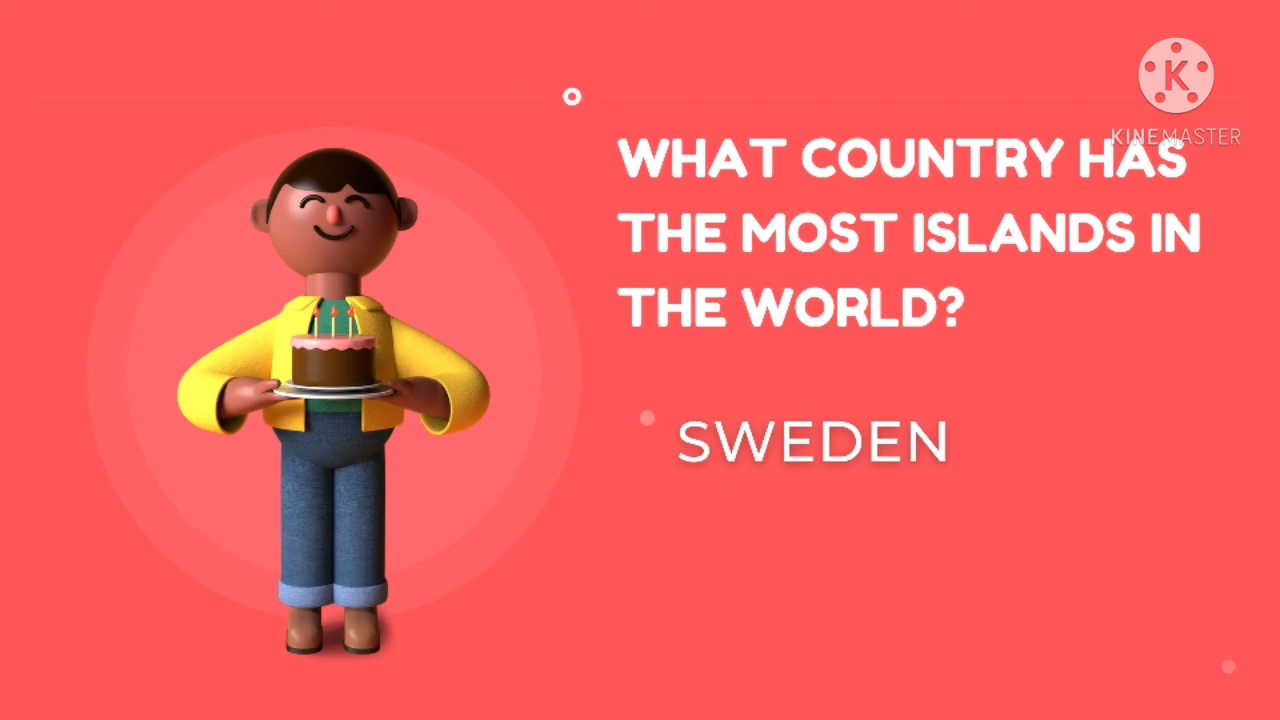 K
KINEMASTER
WHAT COUNTRY HAS
THE MOST ISLANDS IN
THE WORLD?
SWEDEN